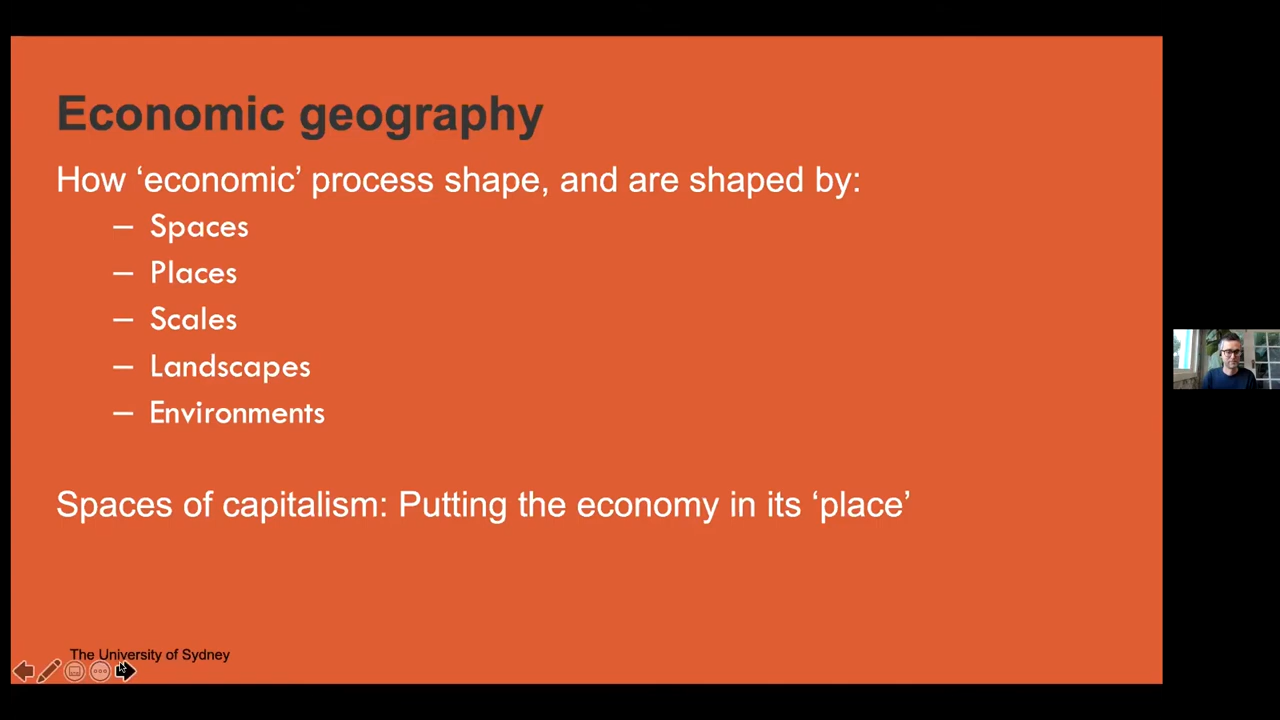 Economic geography
How ‘economic’ process shape, and are shaped by:
– Spaces
– Places
– Scales
– Landscapes
– Environments
Spaces of capitalism: Putting the economy in its ‘place’
The University of Sydney